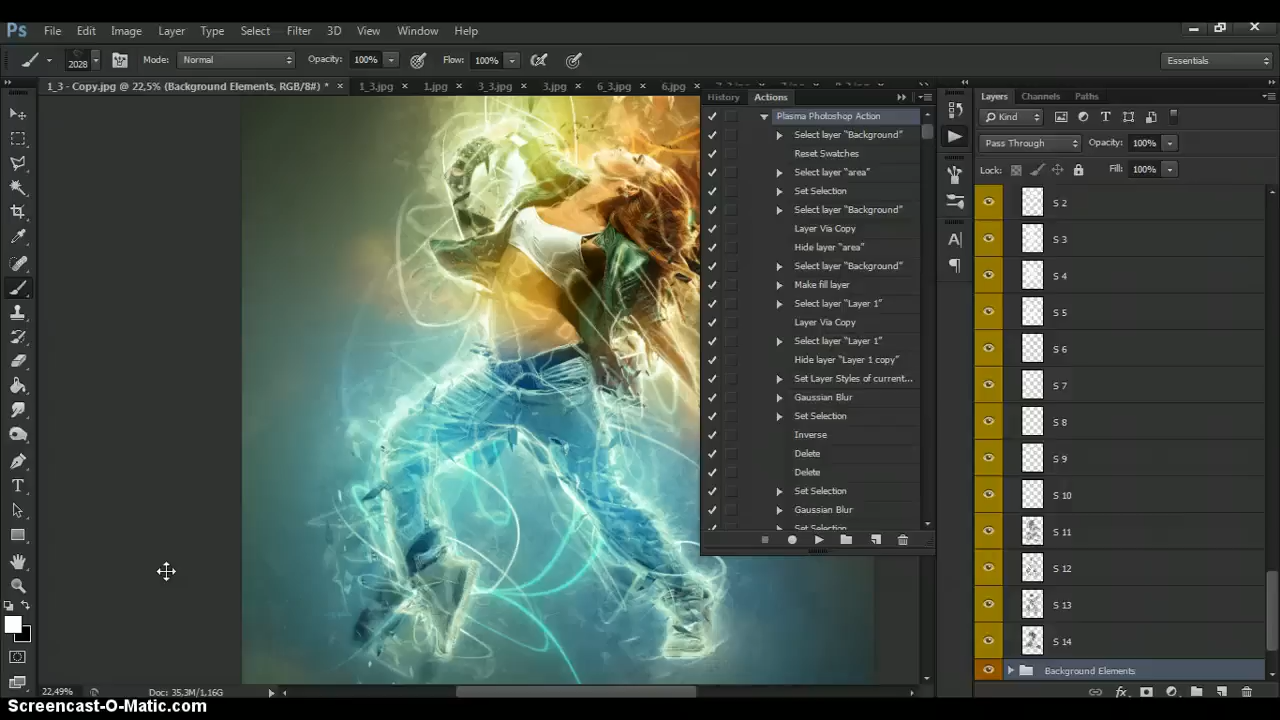 Ps File Edit Image Layer Type Select Filter 3D View Window Help
2028 Mode: Normal Opacity: 100% Flow: 100% Essentials
1_3 - Copy.jpg @ 22,5% (Background Elements, RGB/8#) * × 1_3.jpg × 1.jpg × 3_3.jpg × 3.jpg × 6_3.jpg × 6.jpg ×
History Actions
Plasma Photoshop Action
Select layer "Background"
Reset Swatches
Select layer "area"
Set Selection
Select layer "Background"
Layer Via Copy
Hide layer "area"
Select layer "Background"
Make fill layer
Select layer "Layer 1"
Layer Via Copy
Select layer "Layer 1"
Hide layer "Layer 1 copy"
Set Layer Styles of current...
Gaussian Blur
Set Selection
Inverse
Delete
Delete
Set Selection
Gaussian Blur
Set Selection
Layers Channels Paths
Kind
Pass Through Opacity: 100%
Lock: Fill: 100%
S 2
S 3
S 4
S 5
S 6
S 7
S 8
S 9
S 10
S 11
S 12
S 13
S 14
Background Elements
22,49% Doc: 35,3M/1,16G
Screencast-O-Matic.com